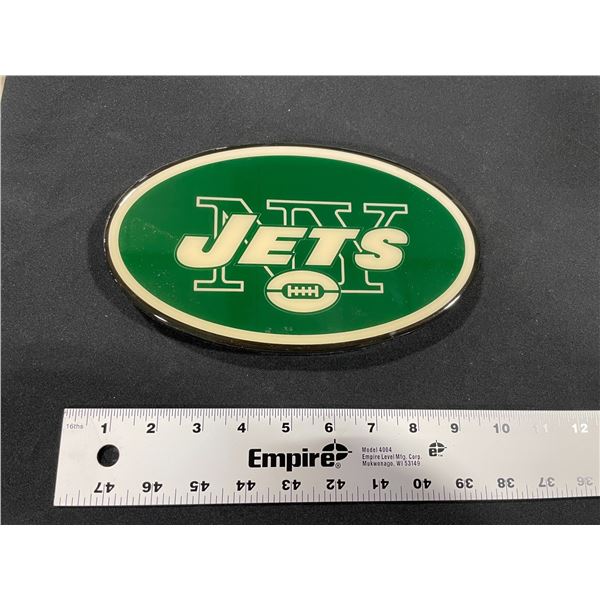 NY
JETS
16ths 1 2 3 4 5 6 7 8 9 10 11 12
Empire® Model 4004 e™
Empire Level Mfg. Corp.
Mukwonago, WI 53149
47 46 45 44 43 42 41 40 39 38 37 36